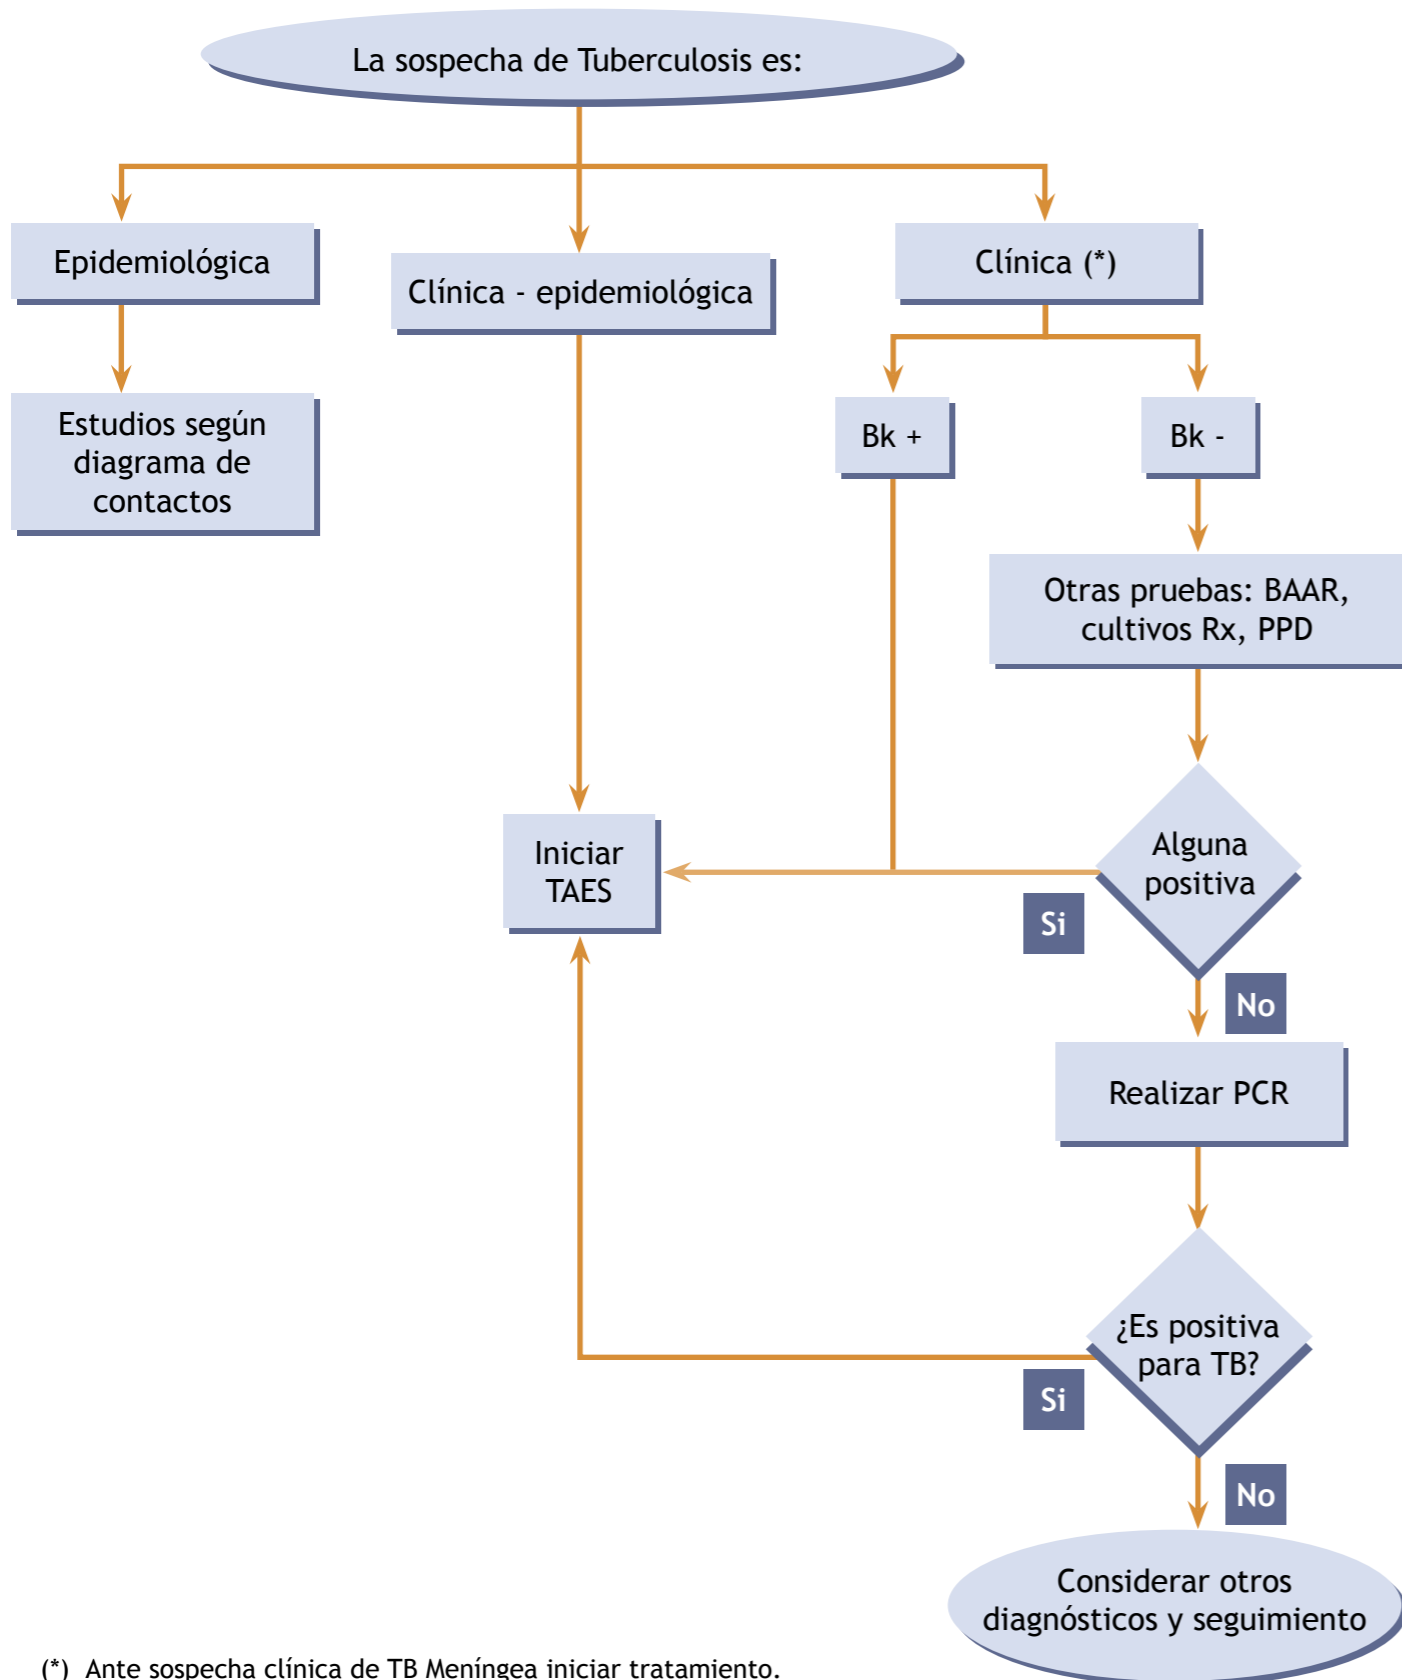 La sospecha de Tuberculosis es:
Epidemiológica
Clínica - epidemiológica
Clínica (*)
Estudios según
diagrama de
contactos
Bk +
Bk -
Otras pruebas: BAAR,
cultivos Rx, PPD
Iniciar
TAES
Alguna
positiva
Si
No
Realizar PCR
¿Es positiva
para TB?
Si
No
Considerar otros
diagnósticos y seguimiento
(*) Ante sospecha clínica de TB Meníngea iniciar tratamiento.